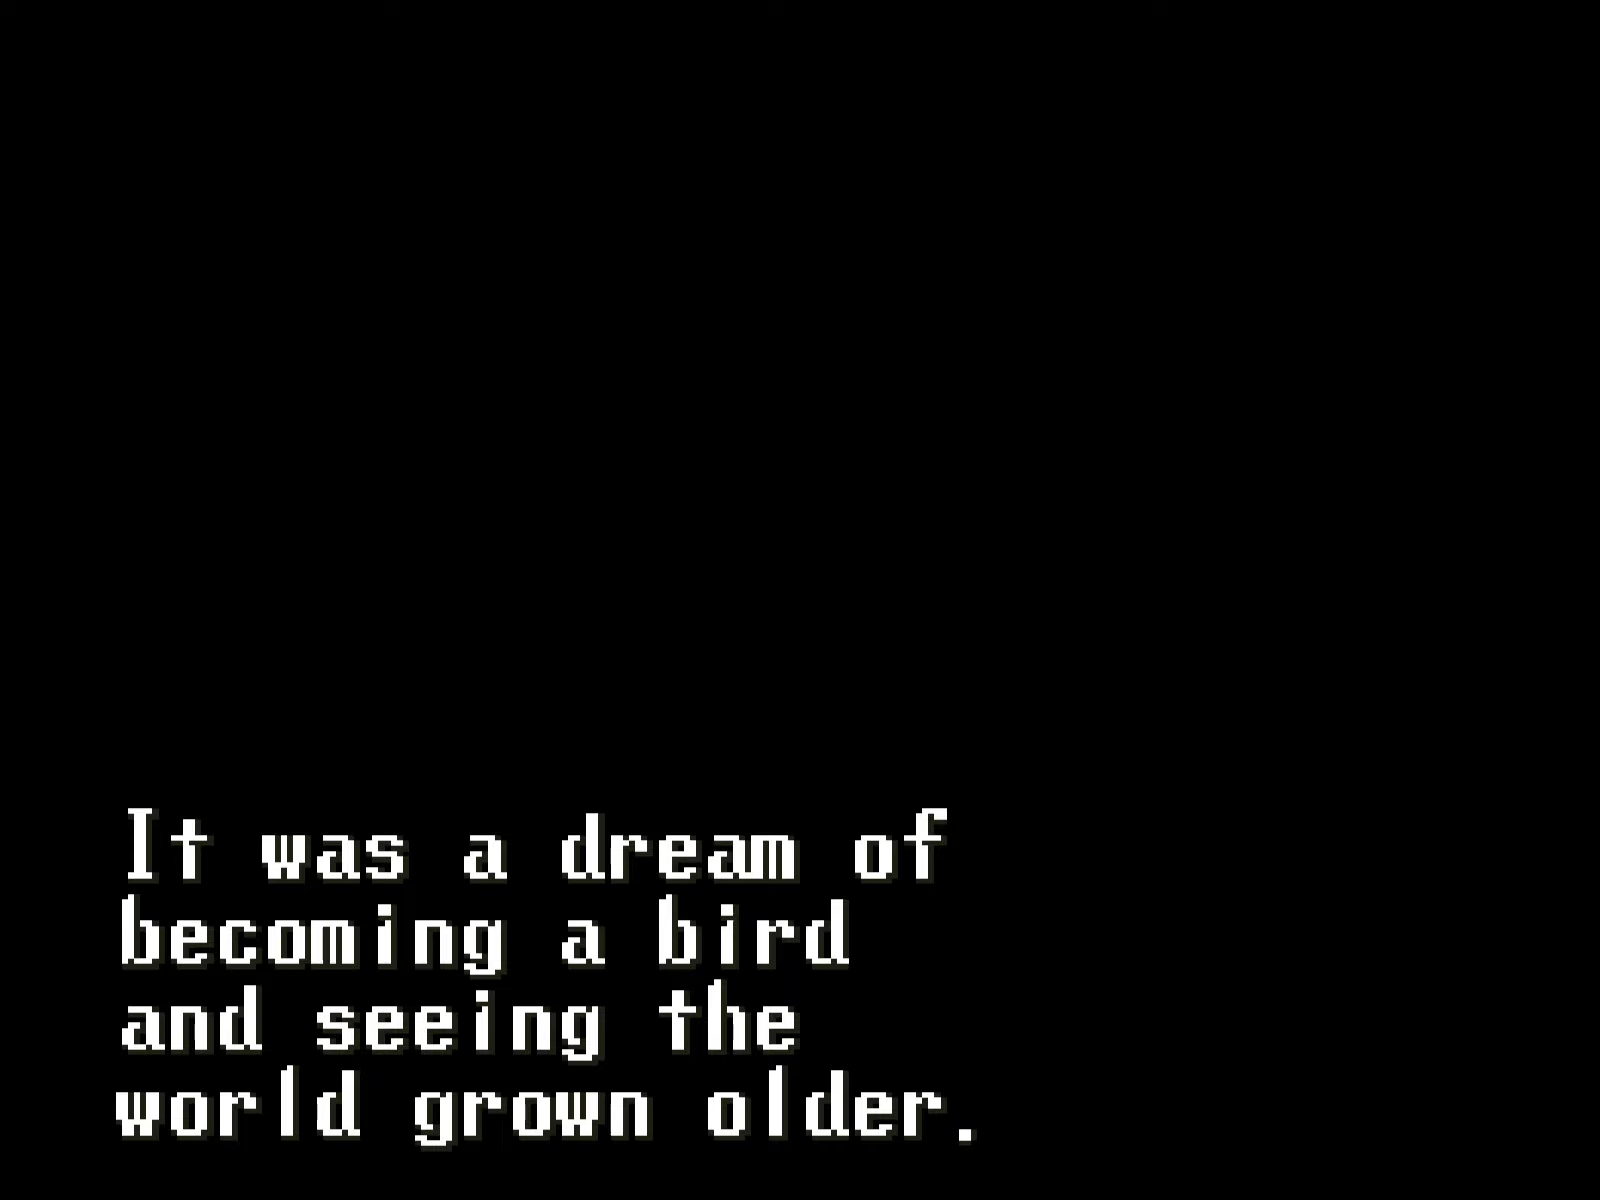 It was a dream of
becoming a bird
and seeing the
world grown older.